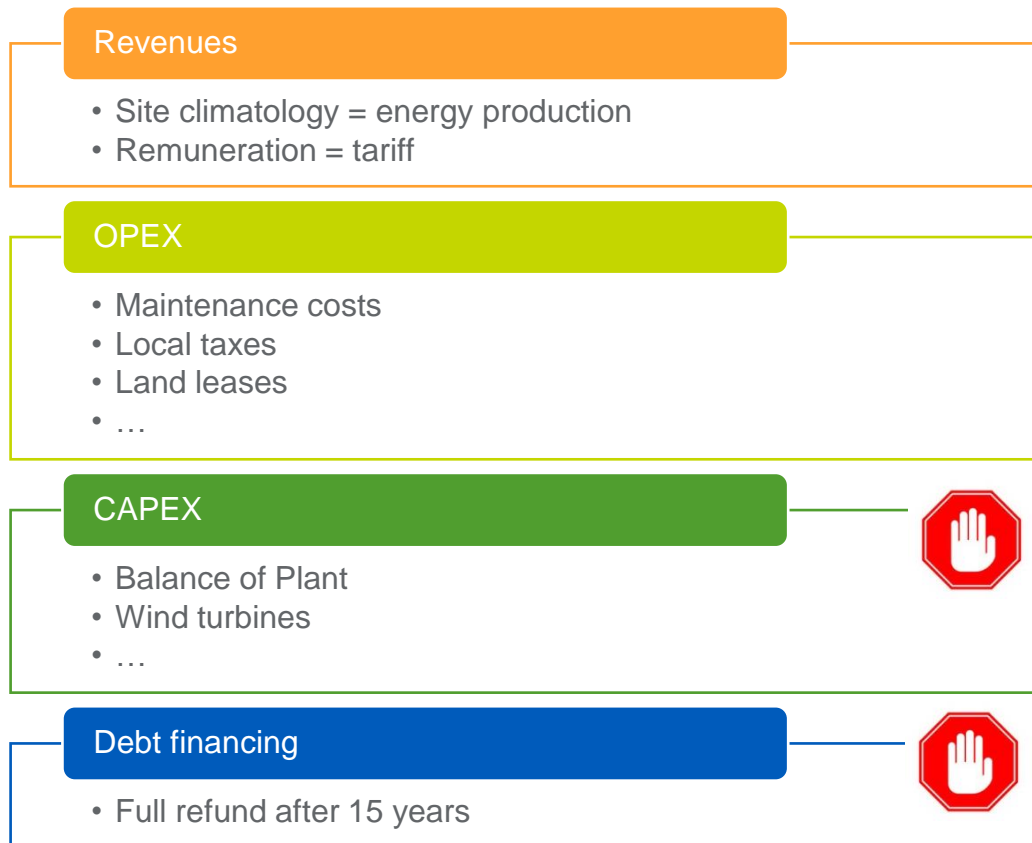 Revenues
• Site climatology = energy production
• Remuneration = tariff
OPEX
• Maintenance costs
• Local taxes
• Land leases
• …
CAPEX
• Balance of Plant
• Wind turbines
• …
Debt financing
• Full refund after 15 years